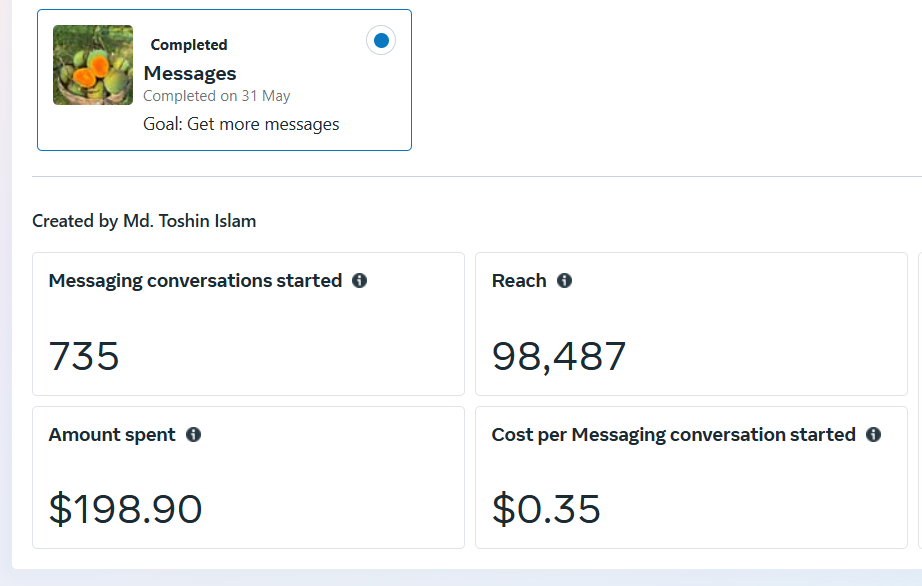 Completed
Messages
Completed on 31 May
Goal: Get more messages
Created by Md. Toshin Islam
Messaging conversations started
735
Reach
98,487
Amount spent
$198.90
Cost per Messaging conversation started
$0.35